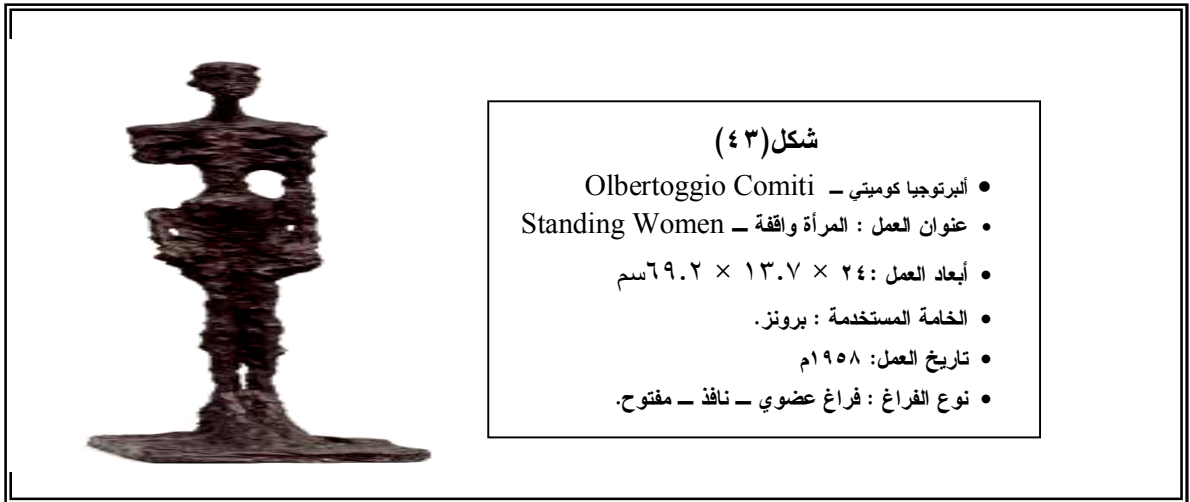 شكل(٤٣)
• ألبرتوجيا كوميتي – Olbertoggio Comiti
• عنوان العمل : المرأة واقفة – Standing Women
• أبعاد العمل :٢٤ × ١٣.٧ × ٦٩.٢سم
• الخامة المستخدمة : برونز.
• تاريخ العمل: ١٩٥٨م
• نوع الفراغ : فراغ عضوي – نافذ – مفتوح.